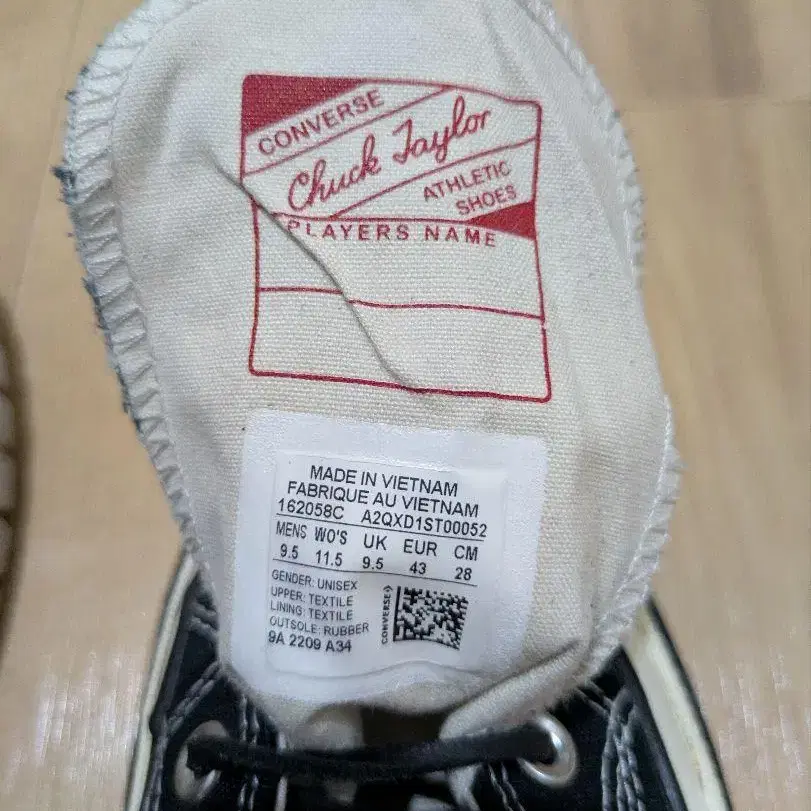 CONVERSE
Chuck Taylor
ATHLETIC
SHOES
PLAYERS NAME
MADE IN VIETNAM
FABRIQUE AU VIETNAM
162058C A2QXD1ST00052
MENS WO'S UK EUR CM
9.5 11.5 9.5 43 28
GENDER: UNISEX
UPPER: TEXTILE
LINING: TEXTILE
OUTSOLE: RUBBER
9A 2209 A34
CONVERSE